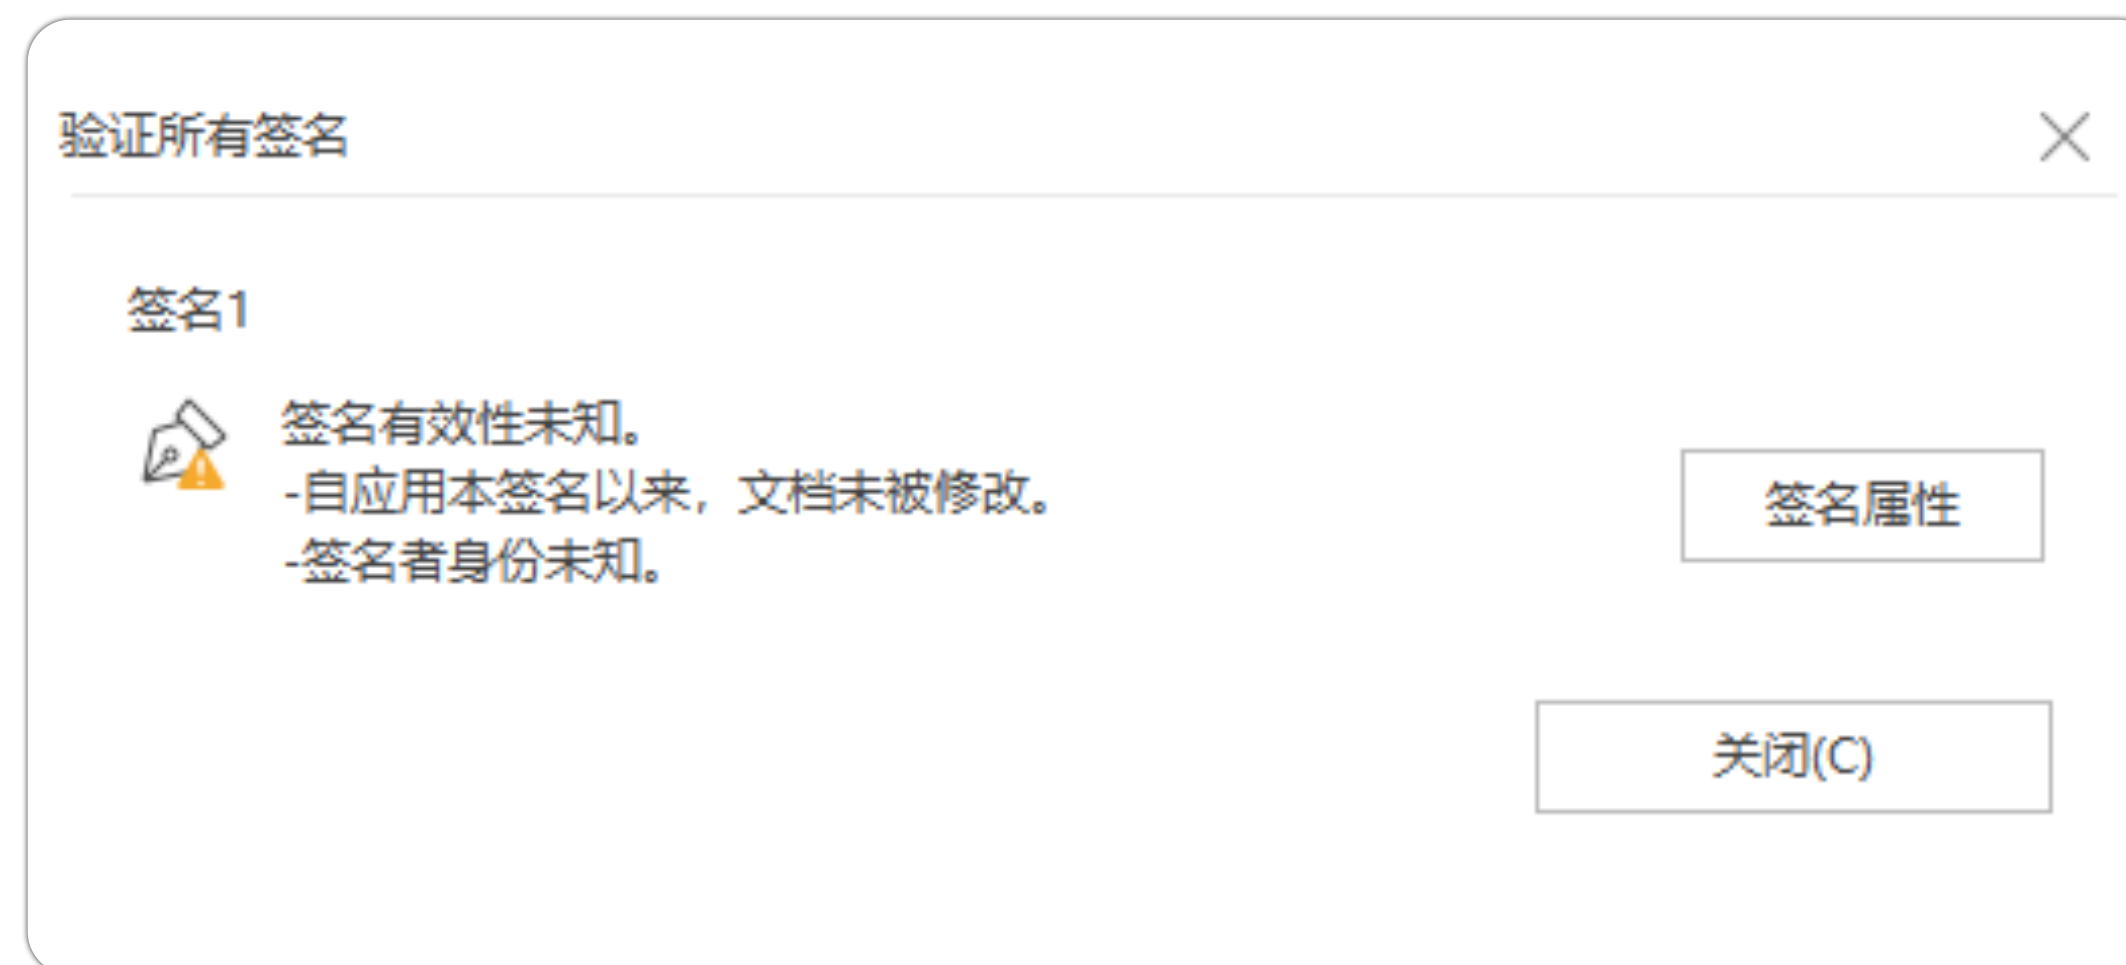 验证所有签名
签名1
签名有效性未知。
-自应用本签名以来，文档未被修改。
-签名者身份未知。
签名属性
关闭(C)